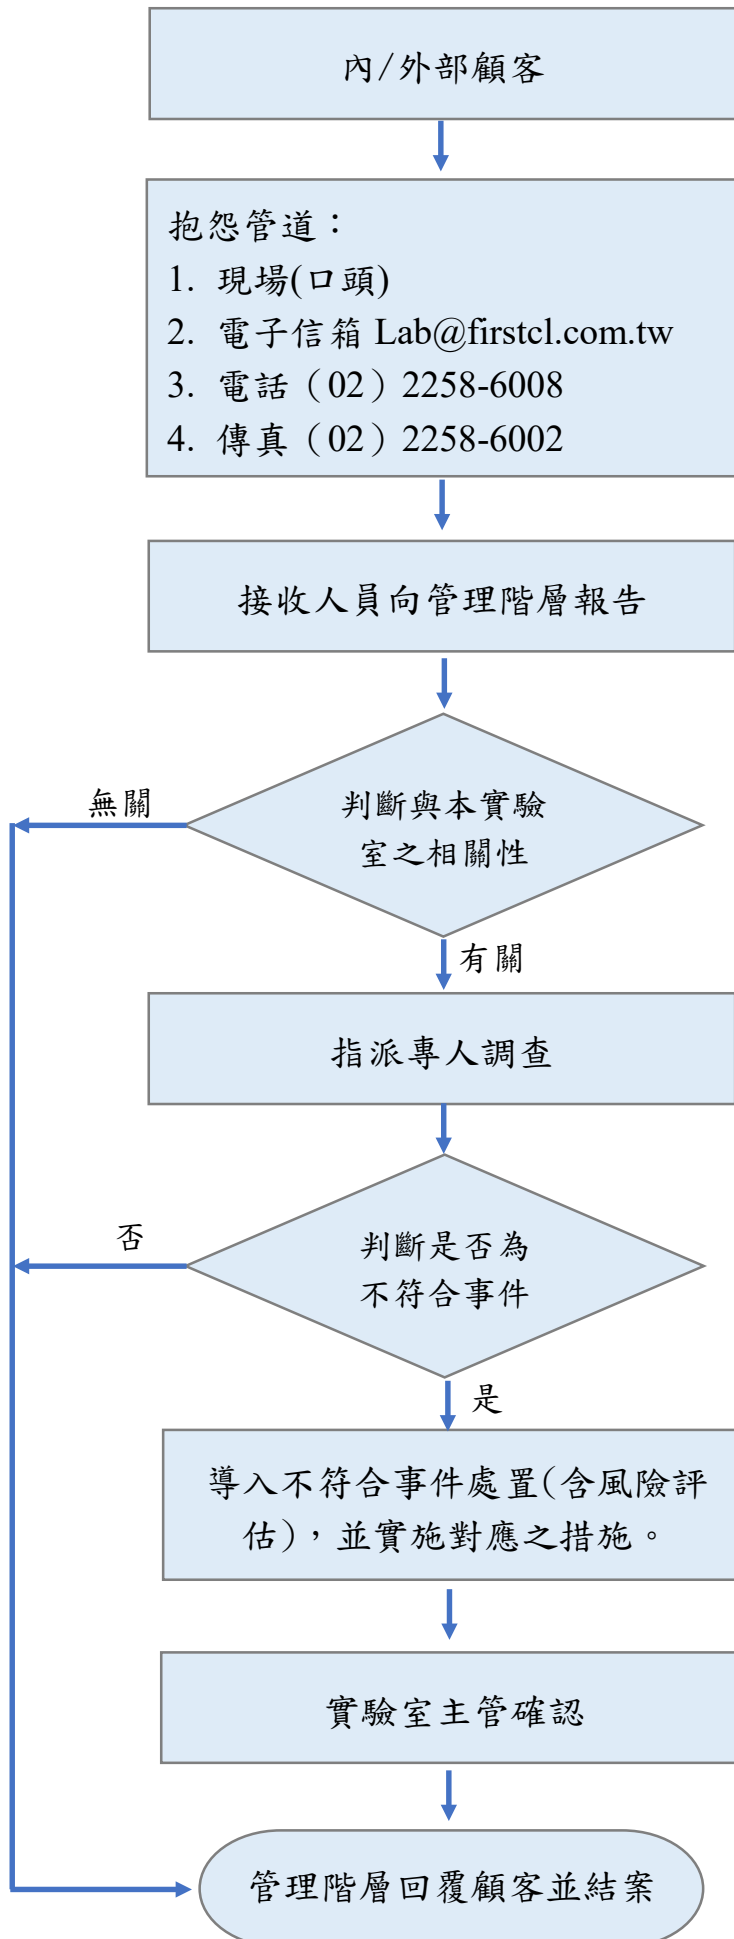 內/外部顧客
抱怨管道：
1. 現場(口頭)
2. 電子信箱 Lab@firstcl.com.tw
3. 電話（02）2258-6008
4. 傳真（02）2258-6002
接收人員向管理階層報告
無關
判斷與本實驗
室之相關性
有關
指派專人調查
否
判斷是否為
不符合事件
是
導入不符合事件處置(含風險評
估)，並實施對應之措施。
實驗室主管確認
管理階層回覆顧客並結案